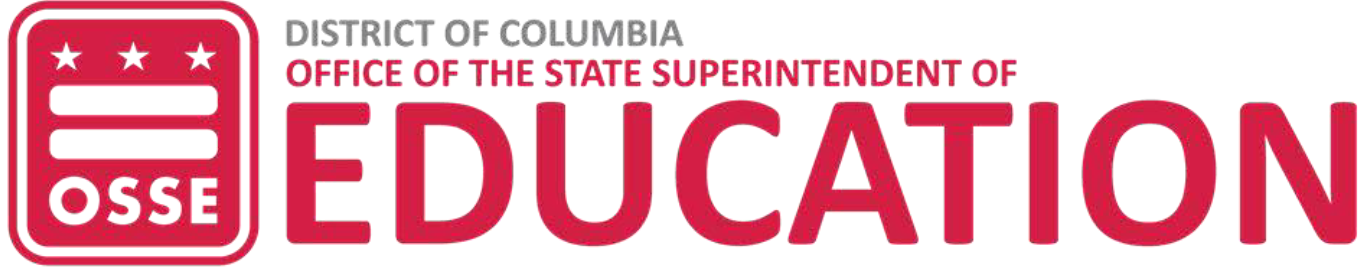 OSSE
DISTRICT OF COLUMBIA
OFFICE OF THE STATE SUPERINTENDENT OF
EDUCATION